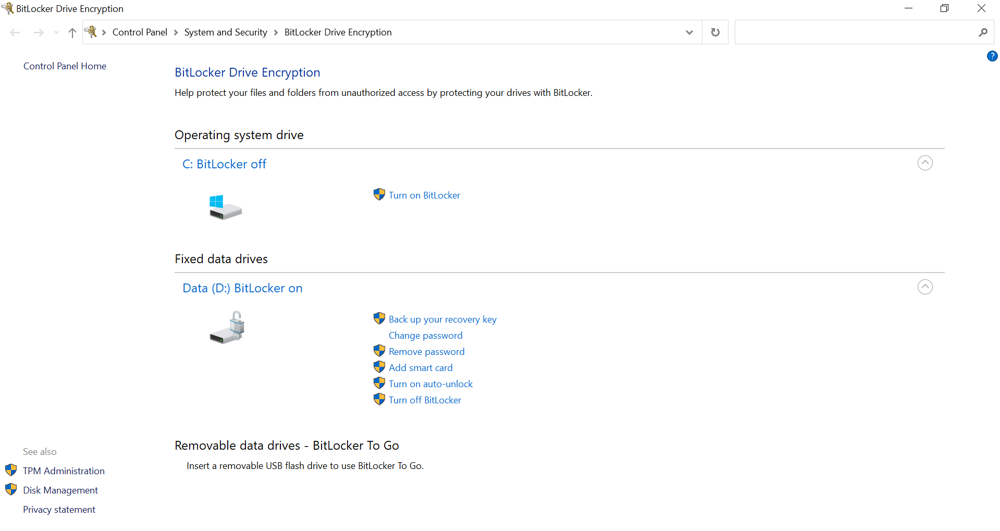 BitLocker Drive Encryption
Control Panel > System and Security > BitLocker Drive Encryption
?
Control Panel Home
BitLocker Drive Encryption
Help protect your files and folders from unauthorized access by protecting your drives with BitLocker.
Operating system drive
C: BitLocker off
Turn on BitLocker
Fixed data drives
Data (D:) BitLocker on
Back up your recovery key
Change password
Remove password
Add smart card
Turn on auto-unlock
Turn off BitLocker
Removable data drives - BitLocker To Go
Insert a removable USB flash drive to use BitLocker To Go.
See also
TPM Administration
Disk Management
Privacy statement